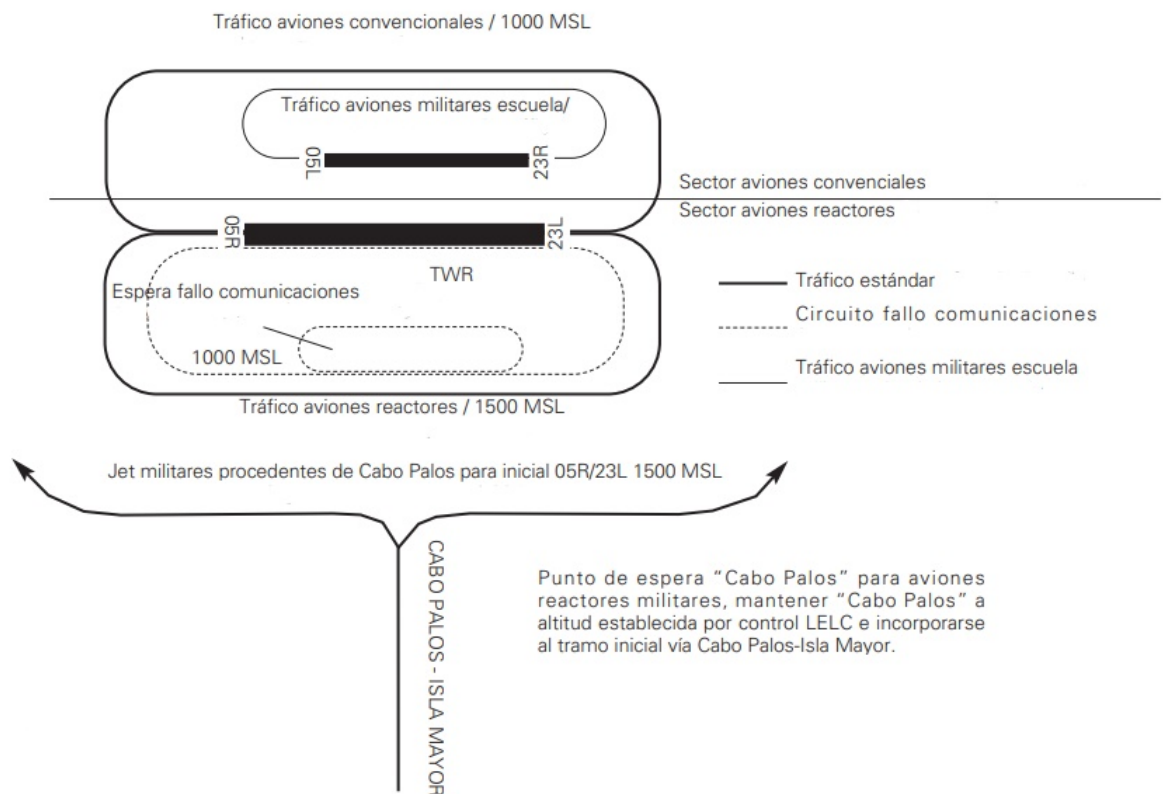 Tráfico aviones convencionales / 1000 MSL
Tráfico aviones militares escuela/
05L
23R
Sector aviones convenciales
Sector aviones reactores
05R
23L
TWR
Espera fallo comunicaciones
1000 MSL
Tráfico estándar
Circuito fallo comunicaciones
Tráfico aviones militares escuela
Tráfico aviones reactores / 1500 MSL
Jet militares procedentes de Cabo Palos para inicial 05R/23L 1500 MSL
CABO PALOS - ISLA MAYOR
Punto de espera “Cabo Palos” para aviones
reactores militares, mantener “Cabo Palos” a
altitud establecida por control LELC e incorporarse
al tramo inicial vía Cabo Palos-Isla Mayor.